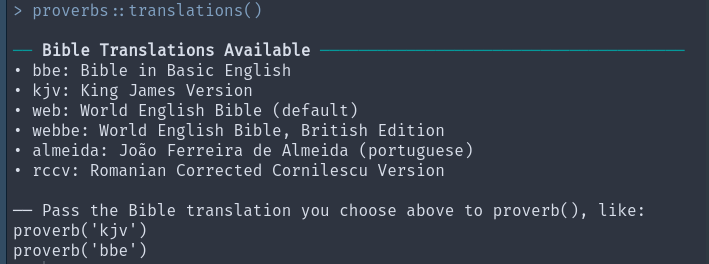 > proverbs::translations()
── Bible Translations Available ──────────────────────────────────────
• bbe: Bible in Basic English
• kjv: King James Version
• web: World English Bible (default)
• webbe: World English Bible, British Edition
• almeida: João Ferreira de Almeida (portuguese)
• rccv: Romanian Corrected Cornilescu Version
── Pass the Bible translation you choose above to proverb(), like:
proverb('kjv')
proverb('bbe')